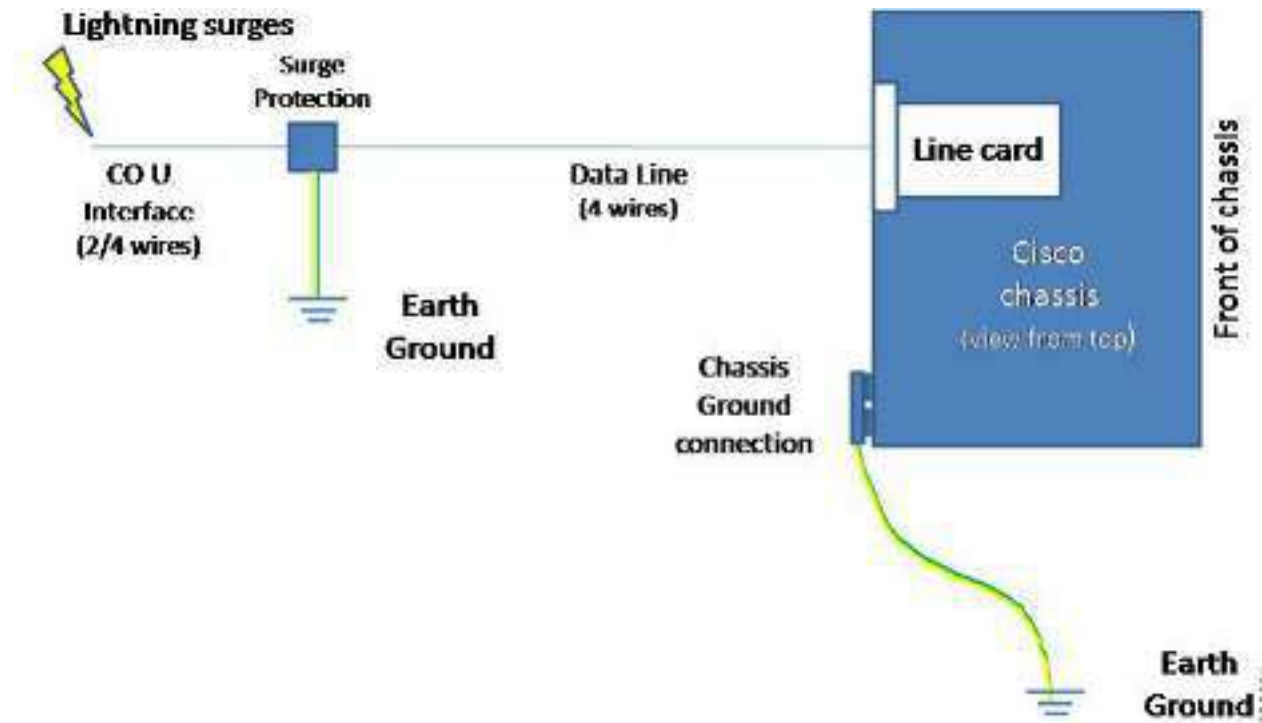 Lightning surges
Surge
Protection
CO U
Interface
(2/4 wires)
Data Line
(4 wires)
Line card
Cisco
chassis
(view from top)
Front of chassis
Earth
Ground
Chassis
Ground
connection
Earth
Ground